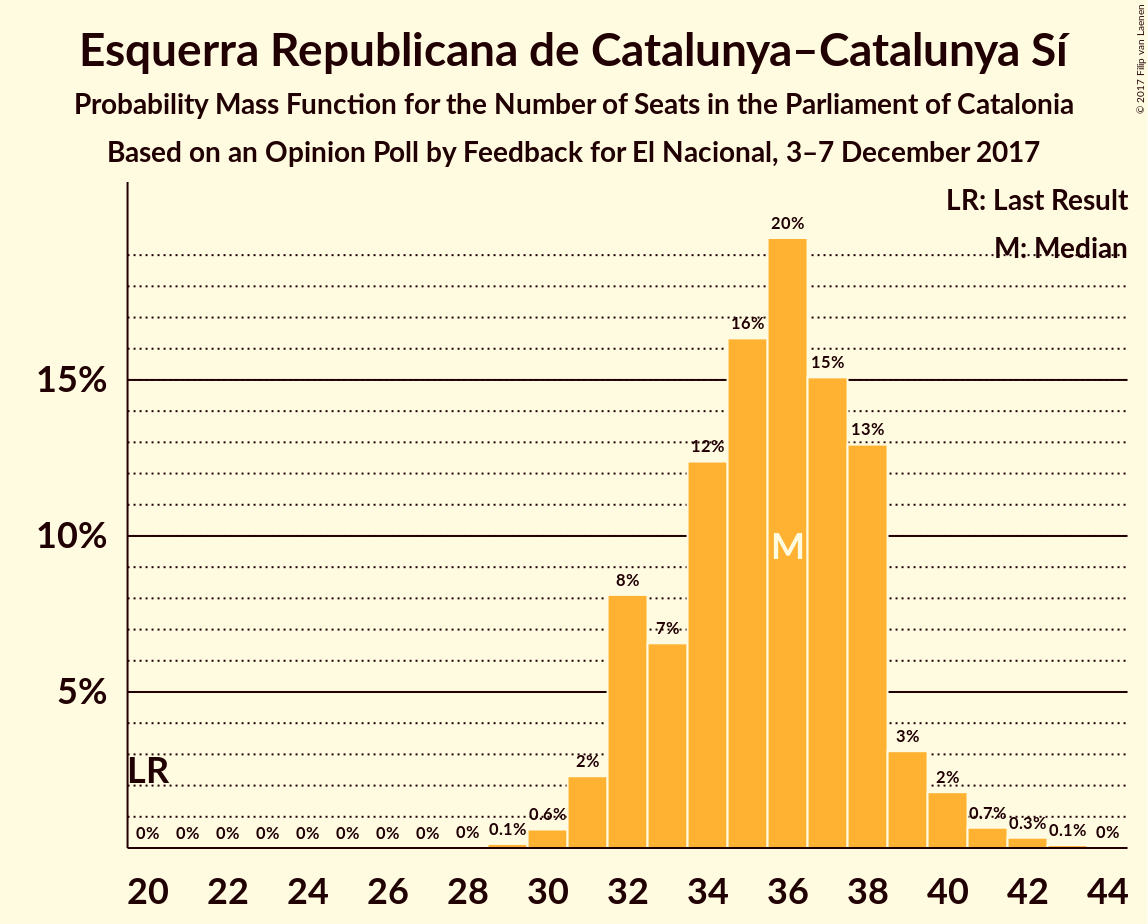 Esquerra Republicana de Catalunya–Catalunya Sí
Probability Mass Function for the Number of Seats in the Parliament of Catalonia
Based on an Opinion Poll by Feedback for El Nacional, 3–7 December 2017
© 2017 Filip van Laenen
LR: Last Result
M: Median
15%
10%
5%
LR
M
0% 0% 0% 0% 0% 0% 0% 0% 0% 0.1% 0.6% 2% 8% 7% 12% 16% 20% 15% 13% 3% 2% 0.7% 0.3% 0.1% 0%
20 22 24 26 28 30 32 34 36 38 40 42 44